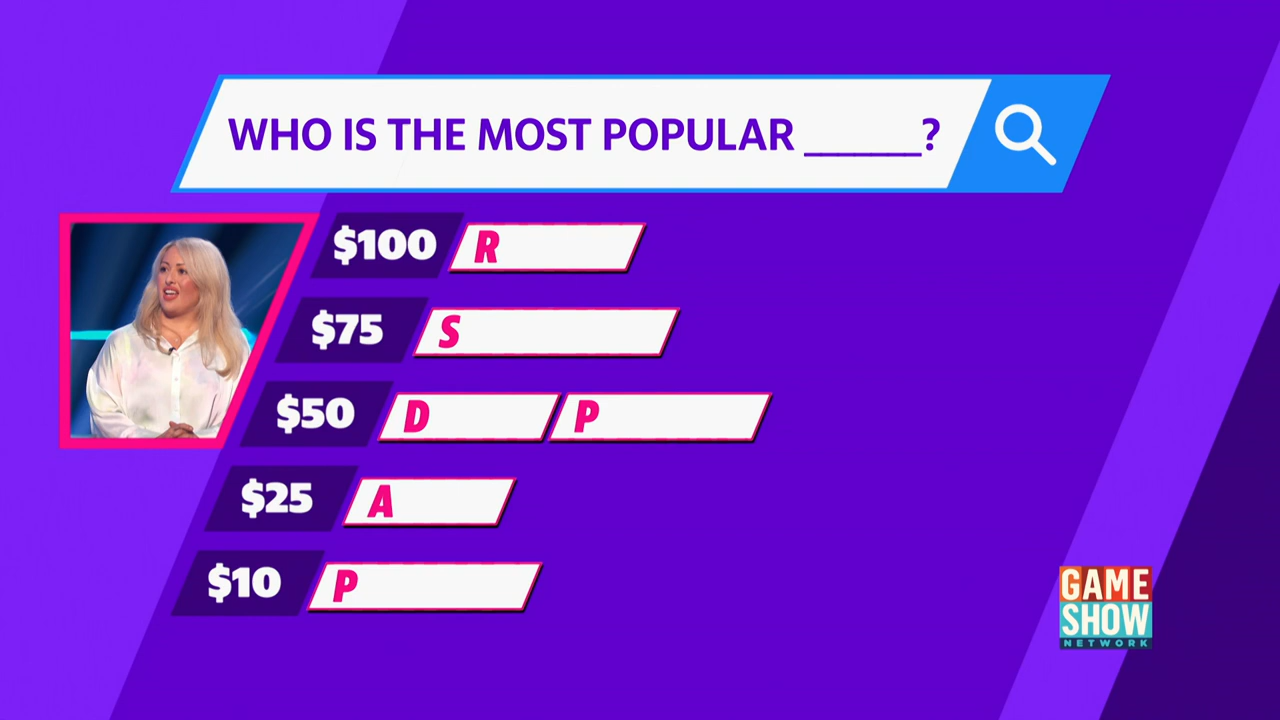 WHO IS THE MOST POPULAR ______?
$100 R
$75 S
$50 D P
$25 A
$10 P
GAME
SHOW
NETWORK